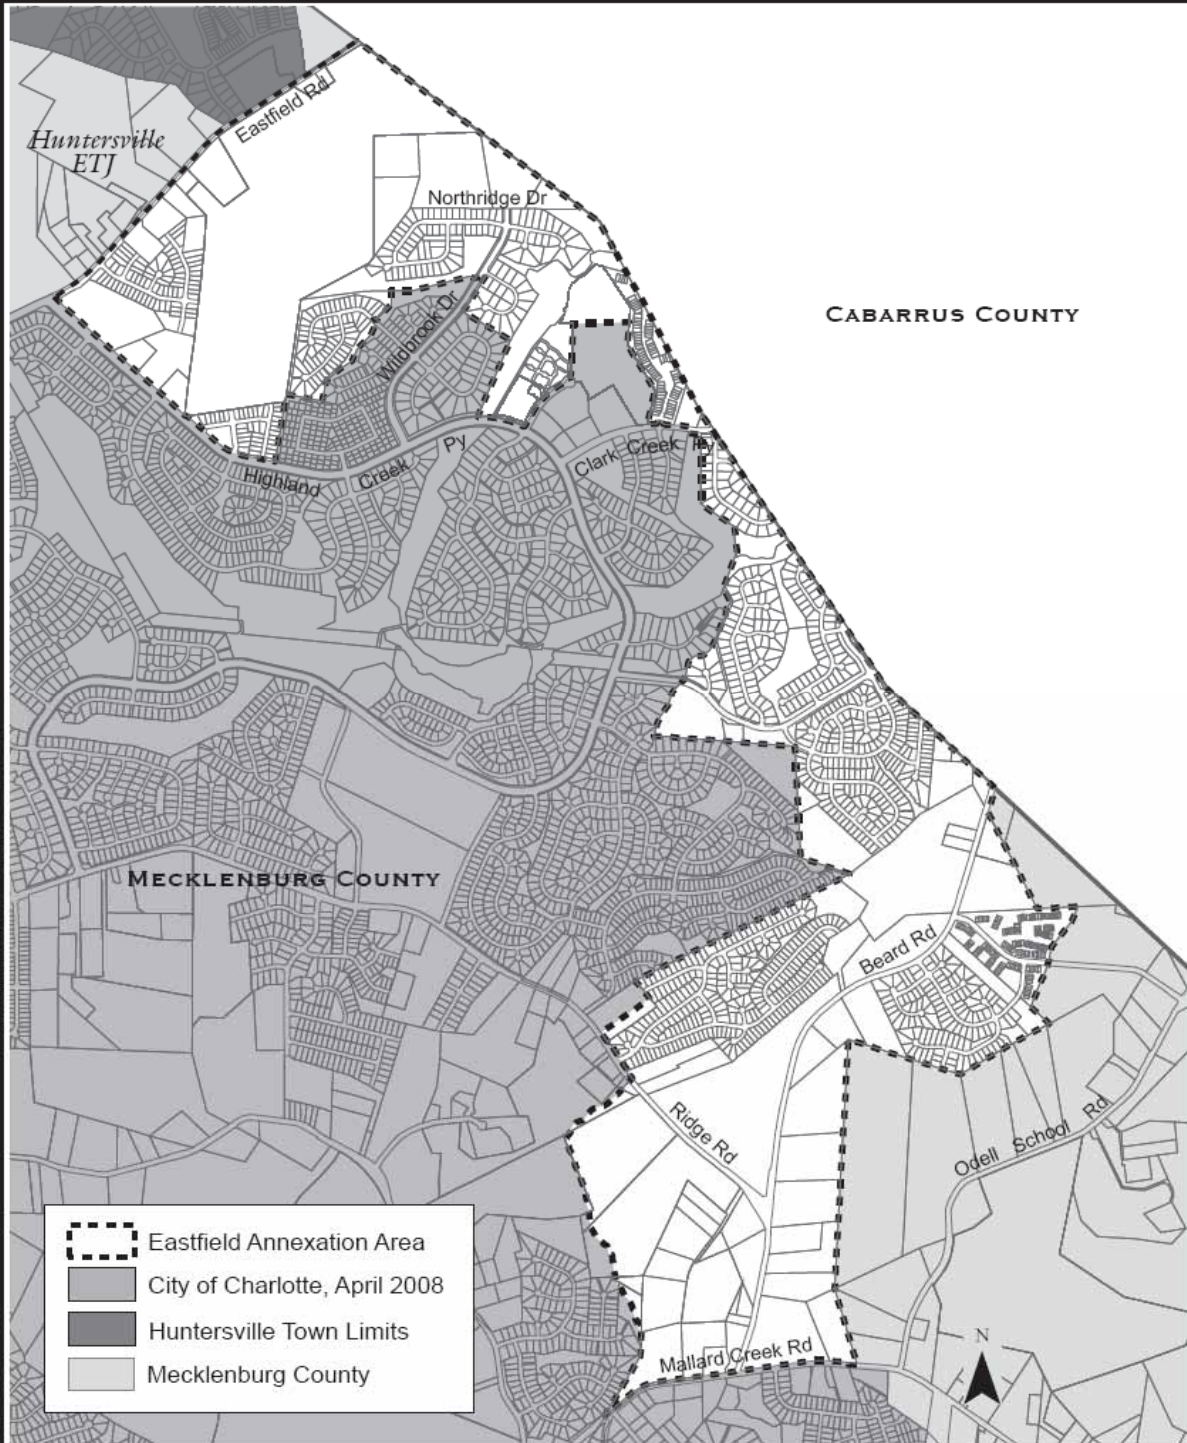 Eastfield Rd
Huntersville
ETJ
Northridge Dr
Wildbrook Dr
CABARRUS COUNTY
Clark Creek Py
Highland Creek Py
MECKLENBURG COUNTY
Beard Rd
Ridge Rd
Odell School Rd
Mallard Creek Rd
N
Eastfield Annexation Area
City of Charlotte, April 2008
Huntersville Town Limits
Mecklenburg County